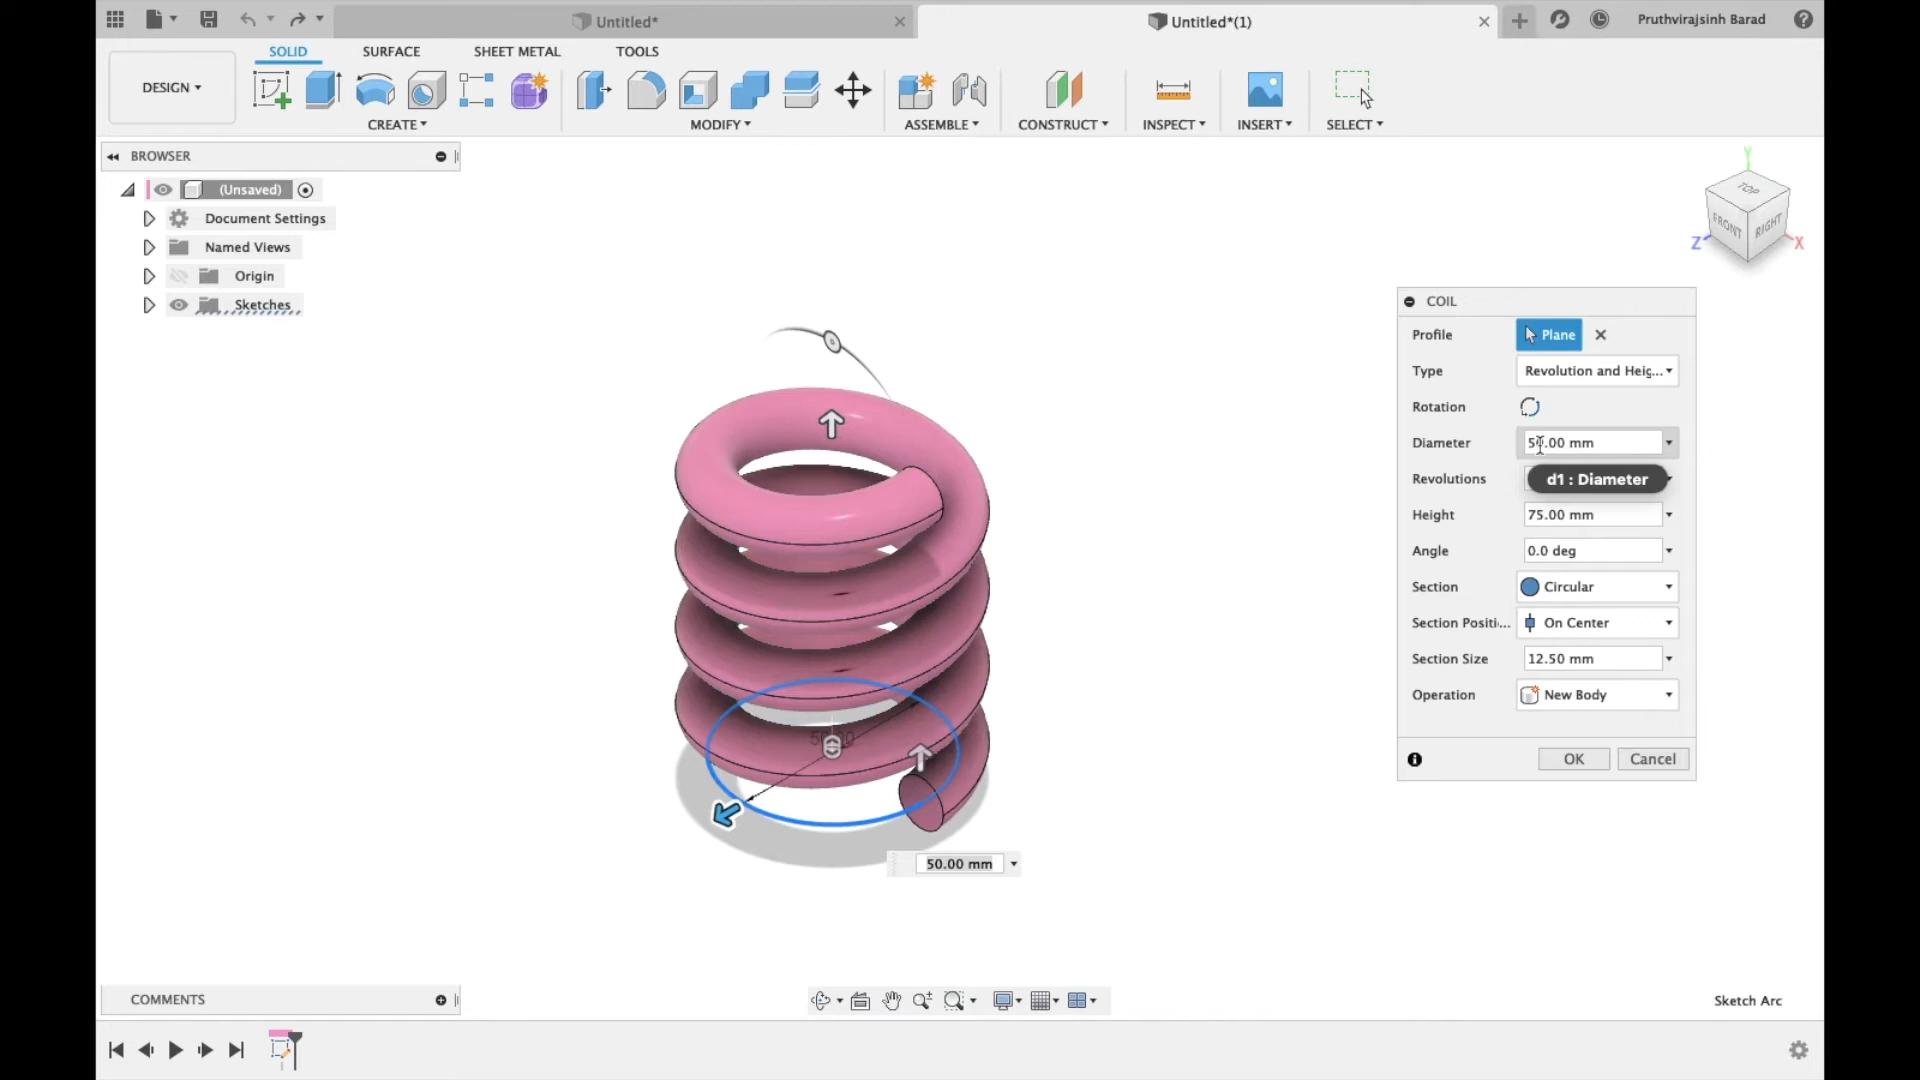 Untitled*
Untitled*(1)
Pruthvirajsinh Barad
DESIGN
SOLID
SURFACE
SHEET METAL
TOOLS
CREATE
MODIFY
ASSEMBLE
CONSTRUCT
INSPECT
INSERT
SELECT
BROWSER
(Unsaved)
Document Settings
Named Views
Origin
Sketches
Y
TOP
FRONT
RIGHT
Z
X
COIL
Profile
Plane
Type
Revolution and Heig...
Rotation
Diameter
50.00 mm
Revolutions
d1 : Diameter
Height
75.00 mm
Angle
0.0 deg
Section
Circular
Section Positi...
On Center
Section Size
12.50 mm
Operation
New Body
OK
Cancel
50.00
50.00 mm
COMMENTS
Sketch Arc